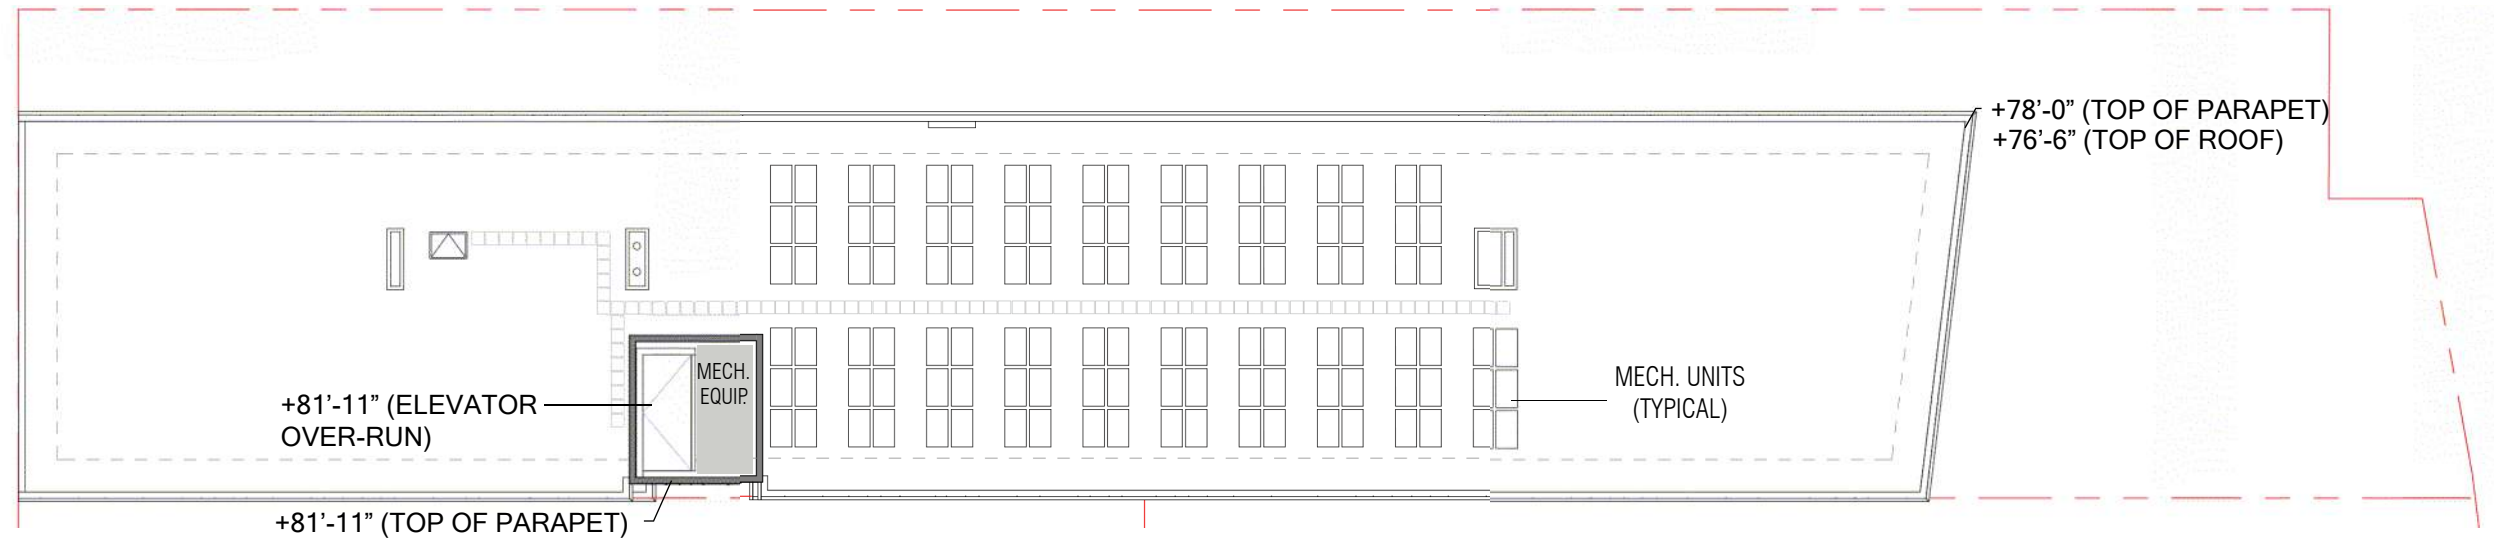 +78’-0” (TOP OF PARAPET)
+76’-6” (TOP OF ROOF)
MECH.
EQUIP.
MECH. UNITS
(TYPICAL)
+81’-11” (ELEVATOR
OVER-RUN)
+81’-11” (TOP OF PARAPET)